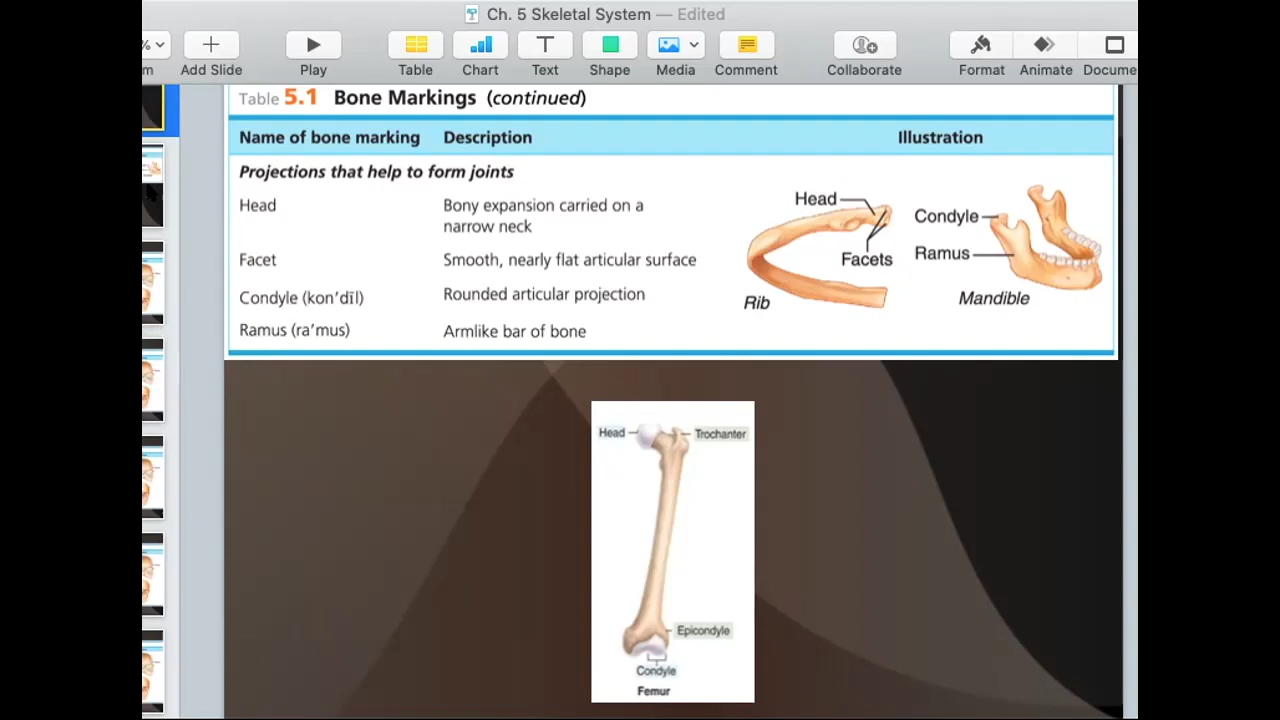 Ch. 5 Skeletal System — Edited
% 
m Add Slide Play Table Chart Text Shape Media Comment Collaborate Format Animate Docume
Table 5.1 Bone Markings (continued)
Name of bone marking Description Illustration
Projections that help to form joints
Head Bony expansion carried on a
narrow neck
Facet Smooth, nearly flat articular surface
Condyle (kon’dīl) Rounded articular projection
Ramus (ra’mus) Armlike bar of bone
Head
Facets
Rib
Condyle
Ramus
Mandible
Head Trochanter
Epicondyle
Condyle
Femur